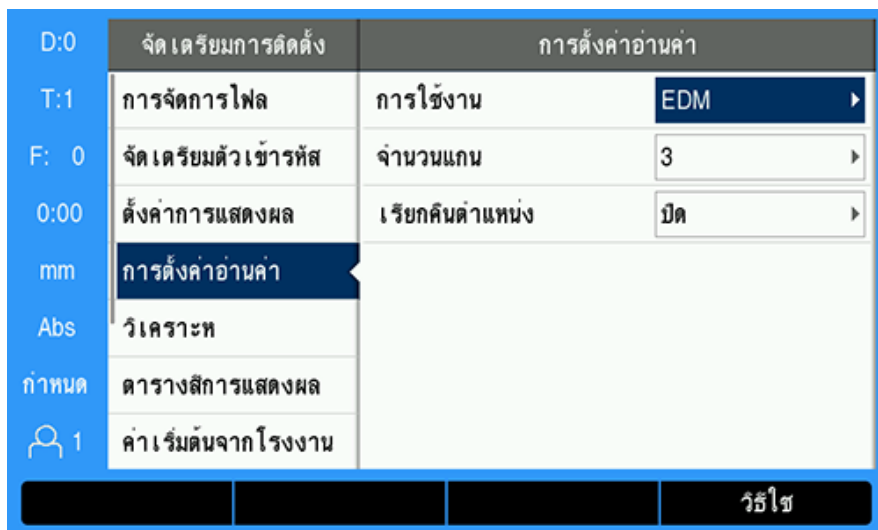 D:0
จัดเตรียมการติดตั้ง
การตั้งค่าอ่านค่า
T:1
การจัดการไฟล
การใช้งาน
EDM
F: 0
จัดเตรียมตัวเข้ารหัส
จำนวนแกน
3
0:00
ตั้งค่าการแสดงผล
เรียกคืนตำแหน่ง
ปิด
mm
การตั้งค่าอ่านค่า
Abs
วิเคราะห
กำหนด
ตารางสีการแสดงผล
1
ค่าเริ่มต้นจากโรงงาน
วิธีใช